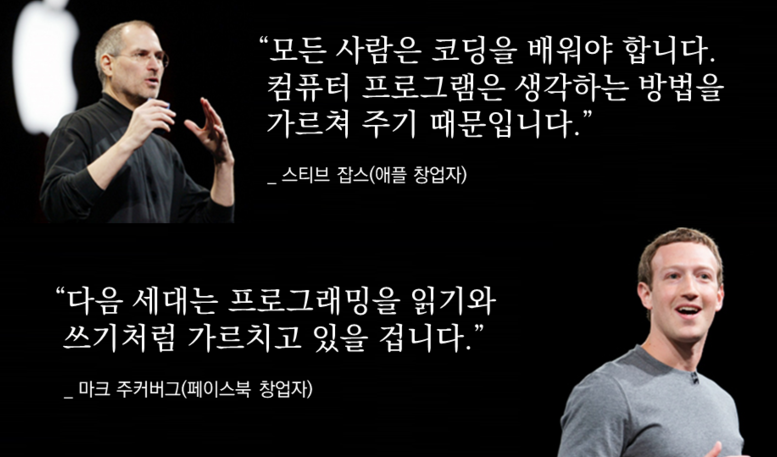 “모든 사람은 코딩을 배워야 합니다.
컴퓨터 프로그램은 생각하는 방법을
가르쳐 주기 때문입니다.”
_ 스티브 잡스(애플 창업자)
“다음 세대는 프로그래밍을 읽기와
쓰기처럼 가르치고 있을 겁니다.”
_ 마크 주커버그(페이스북 창업자)